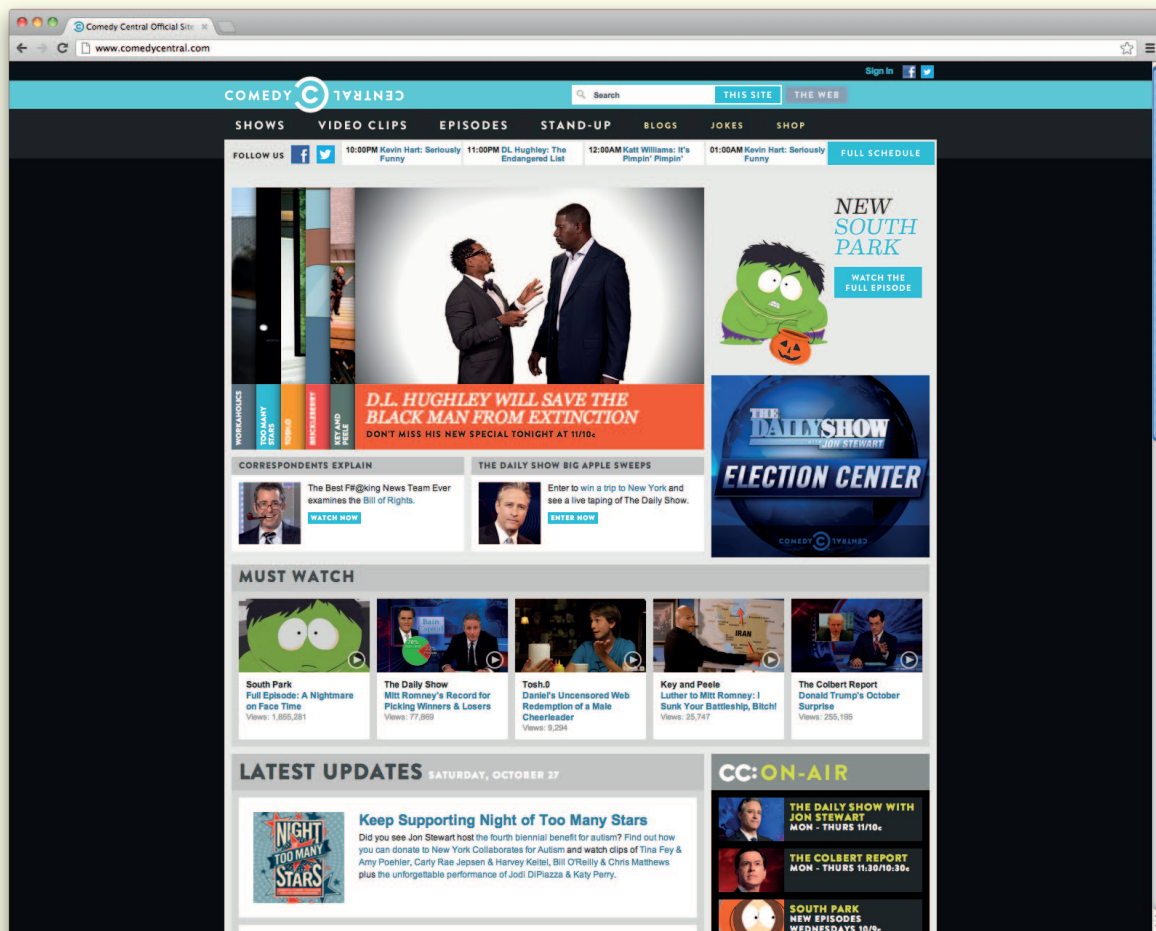 Comedy Central Official Site
www.comedycentral.com
Sign In
COMEDY CENTRAL
Search
THIS SITE
THE WEB
SHOWS VIDEO CLIPS EPISODES STAND-UP BLOGS JOKES SHOP
FOLLOW US
10:00PM Kevin Hart: Seriously
Funny
11:00PM DL Hughley: The
Endangered List
12:00AM Katt Williams: It's
Pimpin' Pimpin'
01:00AM Kevin Hart: Seriously
Funny
FULL SCHEDULE
WORKAHOLICS
TOO MANY
STARS
TOSH.0
BRICKLEBERRY
KEY AND
PEELE
D.L. HUGHLEY WILL SAVE THE
BLACK MAN FROM EXTINCTION
DON'T MISS HIS NEW SPECIAL TONIGHT AT 11/10c
NEW
SOUTH
PARK
WATCH THE
FULL EPISODE
THE
DAILY SHOW
WITH JON STEWART
ELECTION CENTER
COMEDY CENTRAL
CORRESPONDENTS EXPLAIN
The Best F#@king News Team Ever
examines the Bill of Rights.
WATCH NOW
THE DAILY SHOW BIG APPLE SWEEPS
Enter to win a trip to New York and
see a live taping of The Daily Show.
ENTER NOW
MUST WATCH
Bain
Capital
IRAN
South Park
Full Episode: A Nightmare
on Face Time
Views: 1,655,281
The Daily Show
Mitt Romney's Record for
Picking Winners & Losers
Views: 77,869
Tosh.0
Daniel's Uncensored Web
Redemption of a Male
Cheerleader
Views: 9,294
Key and Peele
Luther to Mitt Romney: I
Sunk Your Battleship, Bitch!
Views: 25,747
The Colbert Report
Donald Trump's October
Surprise
Views: 255,195
LATEST UPDATES SATURDAY, OCTOBER 27
NIGHT
OF
TOO MANY
STARS
Keep Supporting Night of Too Many Stars
Did you see Jon Stewart host the fourth biennial benefit for autism? Find out how
you can donate to New York Collaborates for Autism and watch clips of Tina Fey &
Amy Poehler, Carly Rae Jepsen & Harvey Keitel, Bill O'Reilly & Chris Matthews
plus the unforgettable performance of Jodi DiPiazza & Katy Perry.
CC:ON-AIR
THE DAILY SHOW WITH
JON STEWART
MON - THURS 11/10c
THE COLBERT REPORT
MON - THURS 11:30/10:30c
SOUTH PARK
NEW EPISODES
WEDNESDAYS 10/9c